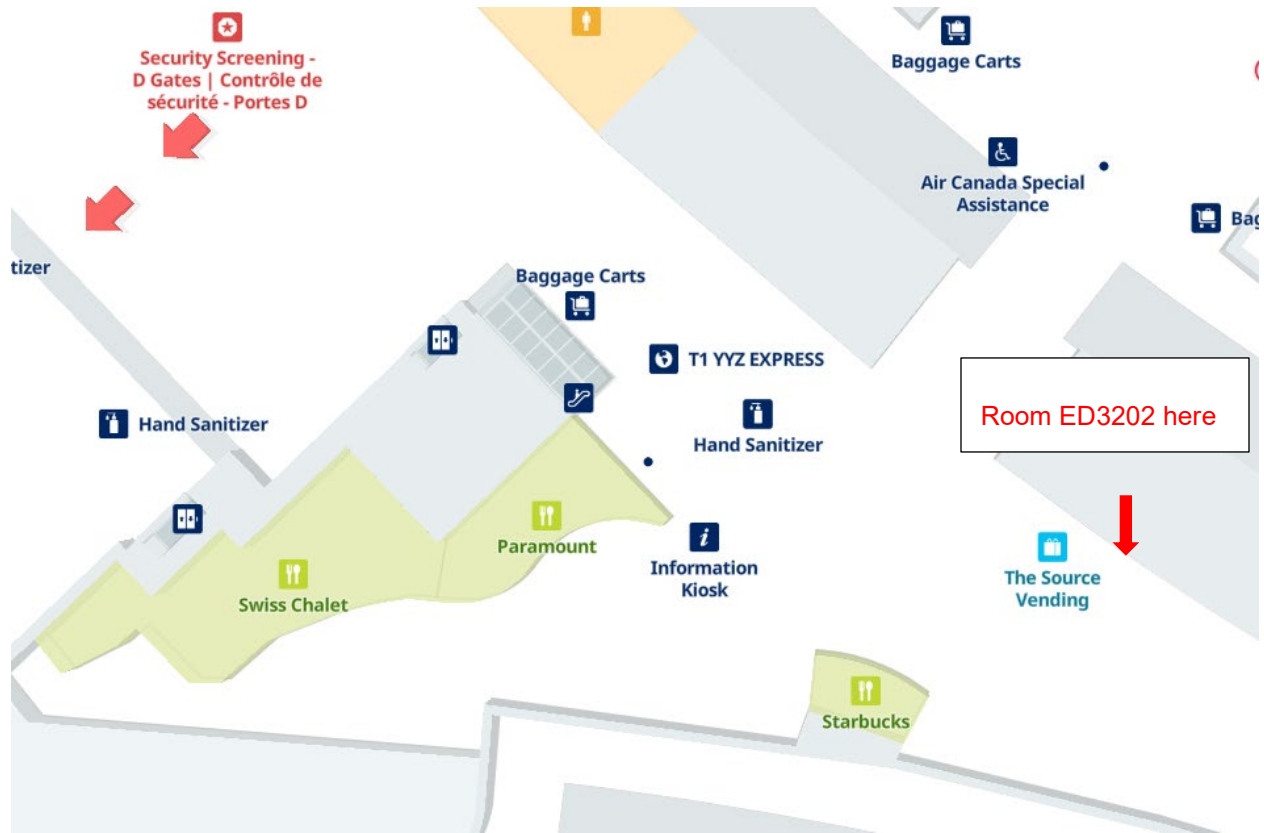 Security Screening -
D Gates | Contrôle de
sécurité - Portes D
Baggage Carts
Air Canada Special
Assistance
Bag
tizer
Baggage Carts
T1 YYZ EXPRESS
Room ED3202 here
Hand Sanitizer
Hand Sanitizer
Paramount
Information
Kiosk
The Source
Vending
Swiss Chalet
Starbucks